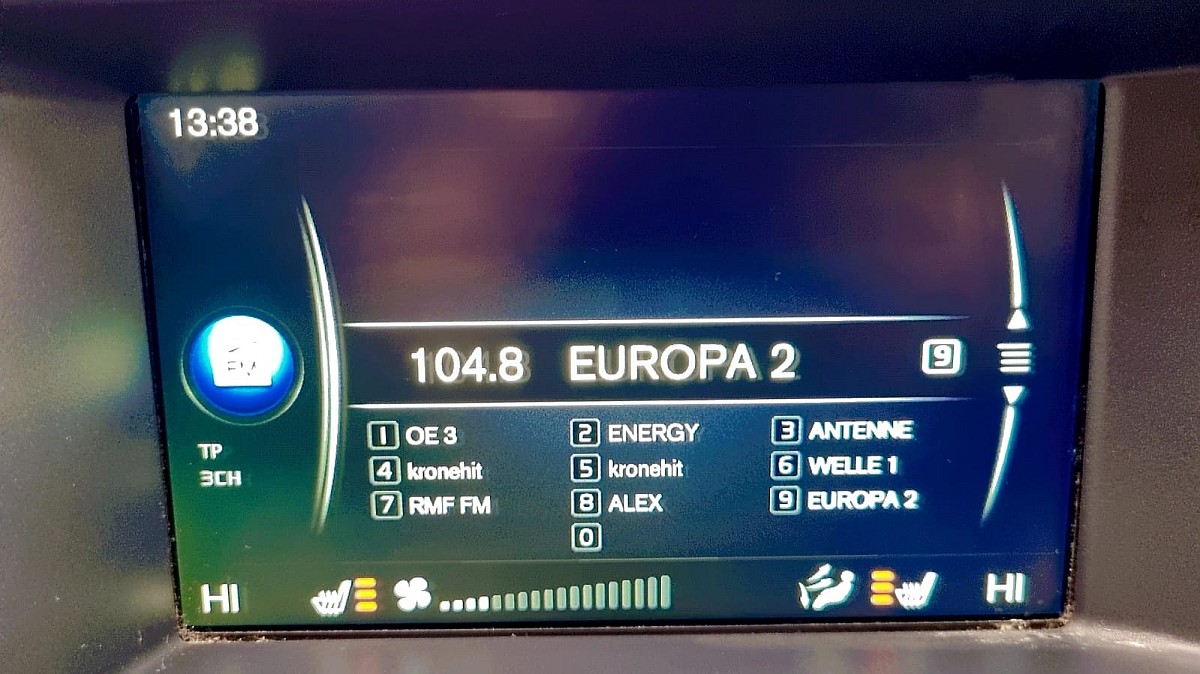 13:38
FM
104.8 EUROPA 2 9
1 OE 3 2 ENERGY 3 ANTENNE
4 kronehit 5 kronehit 6 WELLE 1
TP
7 RMF FM 8 ALEX 9 EUROPA 2
3CH
0
HI HI